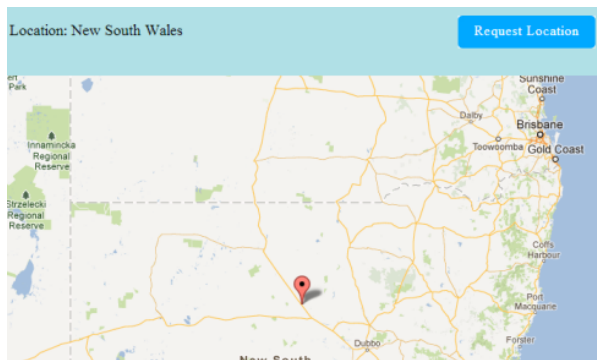 Location: New South Wales
Request Location
Park
Sunshine
Coast
Dalby
Brisbane
Toowoomba
Gold Coast
Innamincka
Regional
Reserve
Strzelecki
Regional
Reserve
Coffs
Harbour
Port
Macquarie
Forster
Dubbo
New South